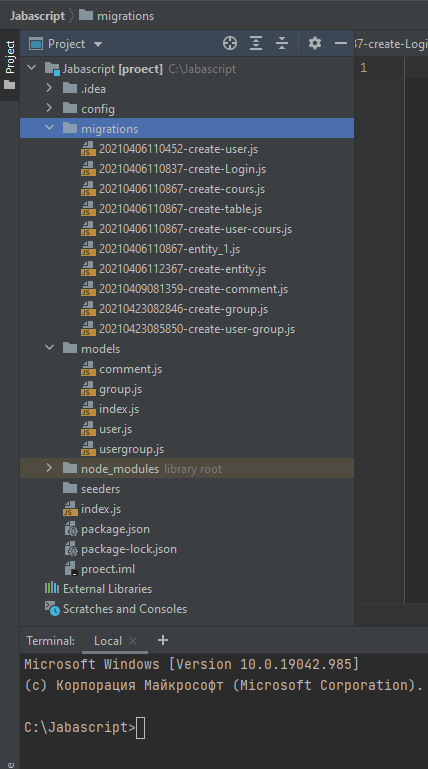 Jabascript migrations
Project
Project
37-create-Logi
Jabascript [proect] C:\Jabascript
1
.idea
config
migrations
20210406110452-create-user.js
20210406110837-create-Login.js
20210406110867-create-cours.js
20210406110867-create-table.js
20210406110867-create-user-cours.js
20210406110867-entity_1.js
20210406112367-create-entity.js
20210409081359-create-comment.js
20210423082846-create-group.js
20210423085850-create-user-group.js
models
comment.js
group.js
index.js
user.js
usergroup.js
node_modules library root
seeders
index.js
package.json
package-lock.json
proect.iml
External Libraries
Scratches and Consoles
Terminal: Local
Microsoft Windows [Version 10.0.19042.985]
(c) Корпорация Майкрософт (Microsoft Corporation).
C:\Jabascript>